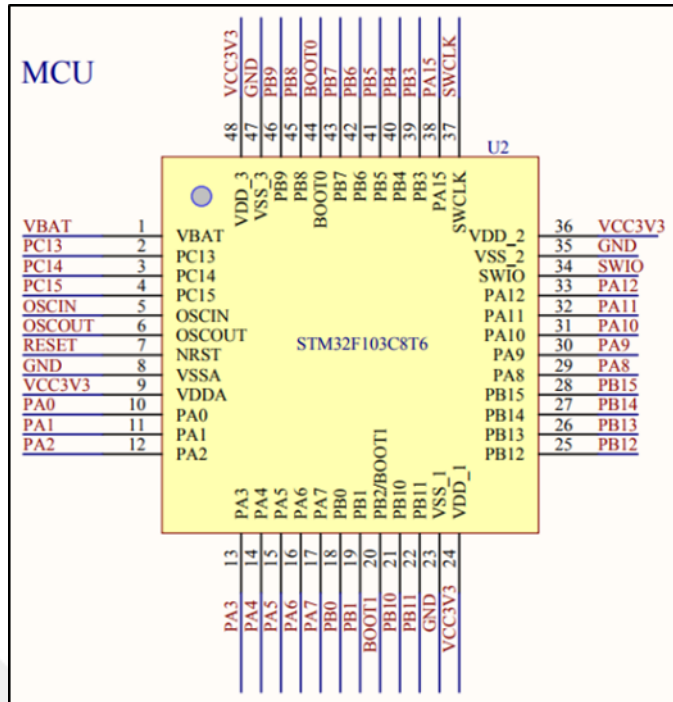 MCU
VCC3V3 GND PB9 PB8 BOOT0 PB7 PB6 PB5 PB4 PB3 PA15 SWCLK
48 47 46 45 44 43 42 41 40 39 38 37
U2
VDD_3 VSS_3 PB9 PB8 BOOT0 PB7 PB6 PB5 PB4 PB3 PA15 SWCLK
VBAT 1 VBAT VDD_2 36 VCC3V3
PC13 2 PC13 VSS_2 35 GND
PC14 3 PC14 SWIO 34 SWIO
PC15 4 PC15 PA12 33 PA12
OSCIN 5 OSCIN PA11 32 PA11
OSCOUT 6 OSCOUT STM32F103C8T6 PA10 31 PA10
RESET 7 NRST PA9 30 PA9
GND 8 VSSA PA8 29 PA8
VCC3V3 9 VDDA PB15 28 PB15
PA0 10 PA0 PB14 27 PB14
PA1 11 PA1 PB13 26 PB13
PA2 12 PA2 PB12 25 PB12
PA3 PA4 PA5 PA6 PA7 PB0 PB1 PB2/BOOT1 PB10 PB11 VSS_1 VDD_1
13 14 15 16 17 18 19 20 21 22 23 24
PA3 PA4 PA5 PA6 PA7 PB0 PB1 BOOT1 PB10 PB11 GND VCC3V3